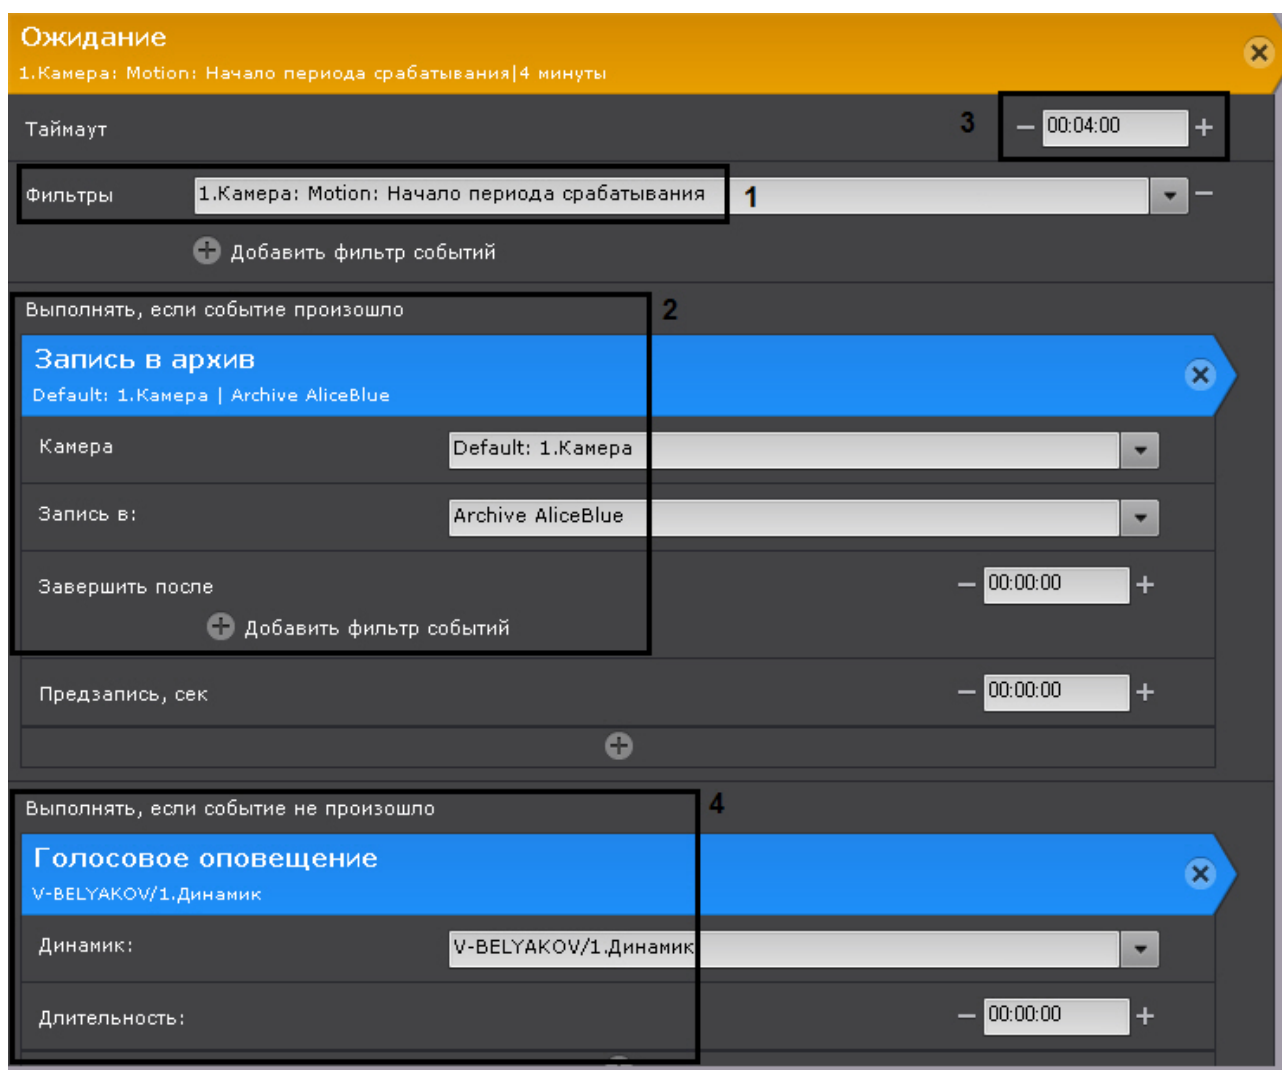 Ожидание
1.Камера: Motion: Начало периода срабатывания|4 минуты
Таймаут 3 00:04:00
Фильтры 1.Камера: Motion: Начало периода срабатывания 1
Добавить фильтр событий
Выполнять, если событие произошло 2
Запись в архив
Default: 1.Камера | Archive AliceBlue
Камера Default: 1.Камера
Запись в: Archive AliceBlue
Завершить после 00:00:00
Добавить фильтр событий
Предзапись, сек 00:00:00
Выполнять, если событие не произошло 4
Голосовое оповещение
V-BELYAKOV/1.Динамик
Динамик: V-BELYAKOV/1.Динамик
Длительность: 00:00:00